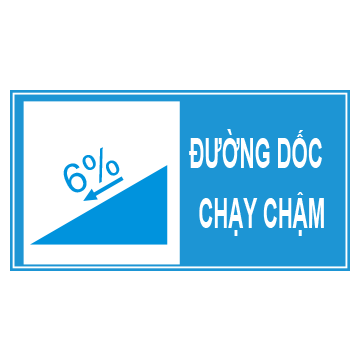 6%
ĐƯỜNG DỐC
CHẠY CHẬM